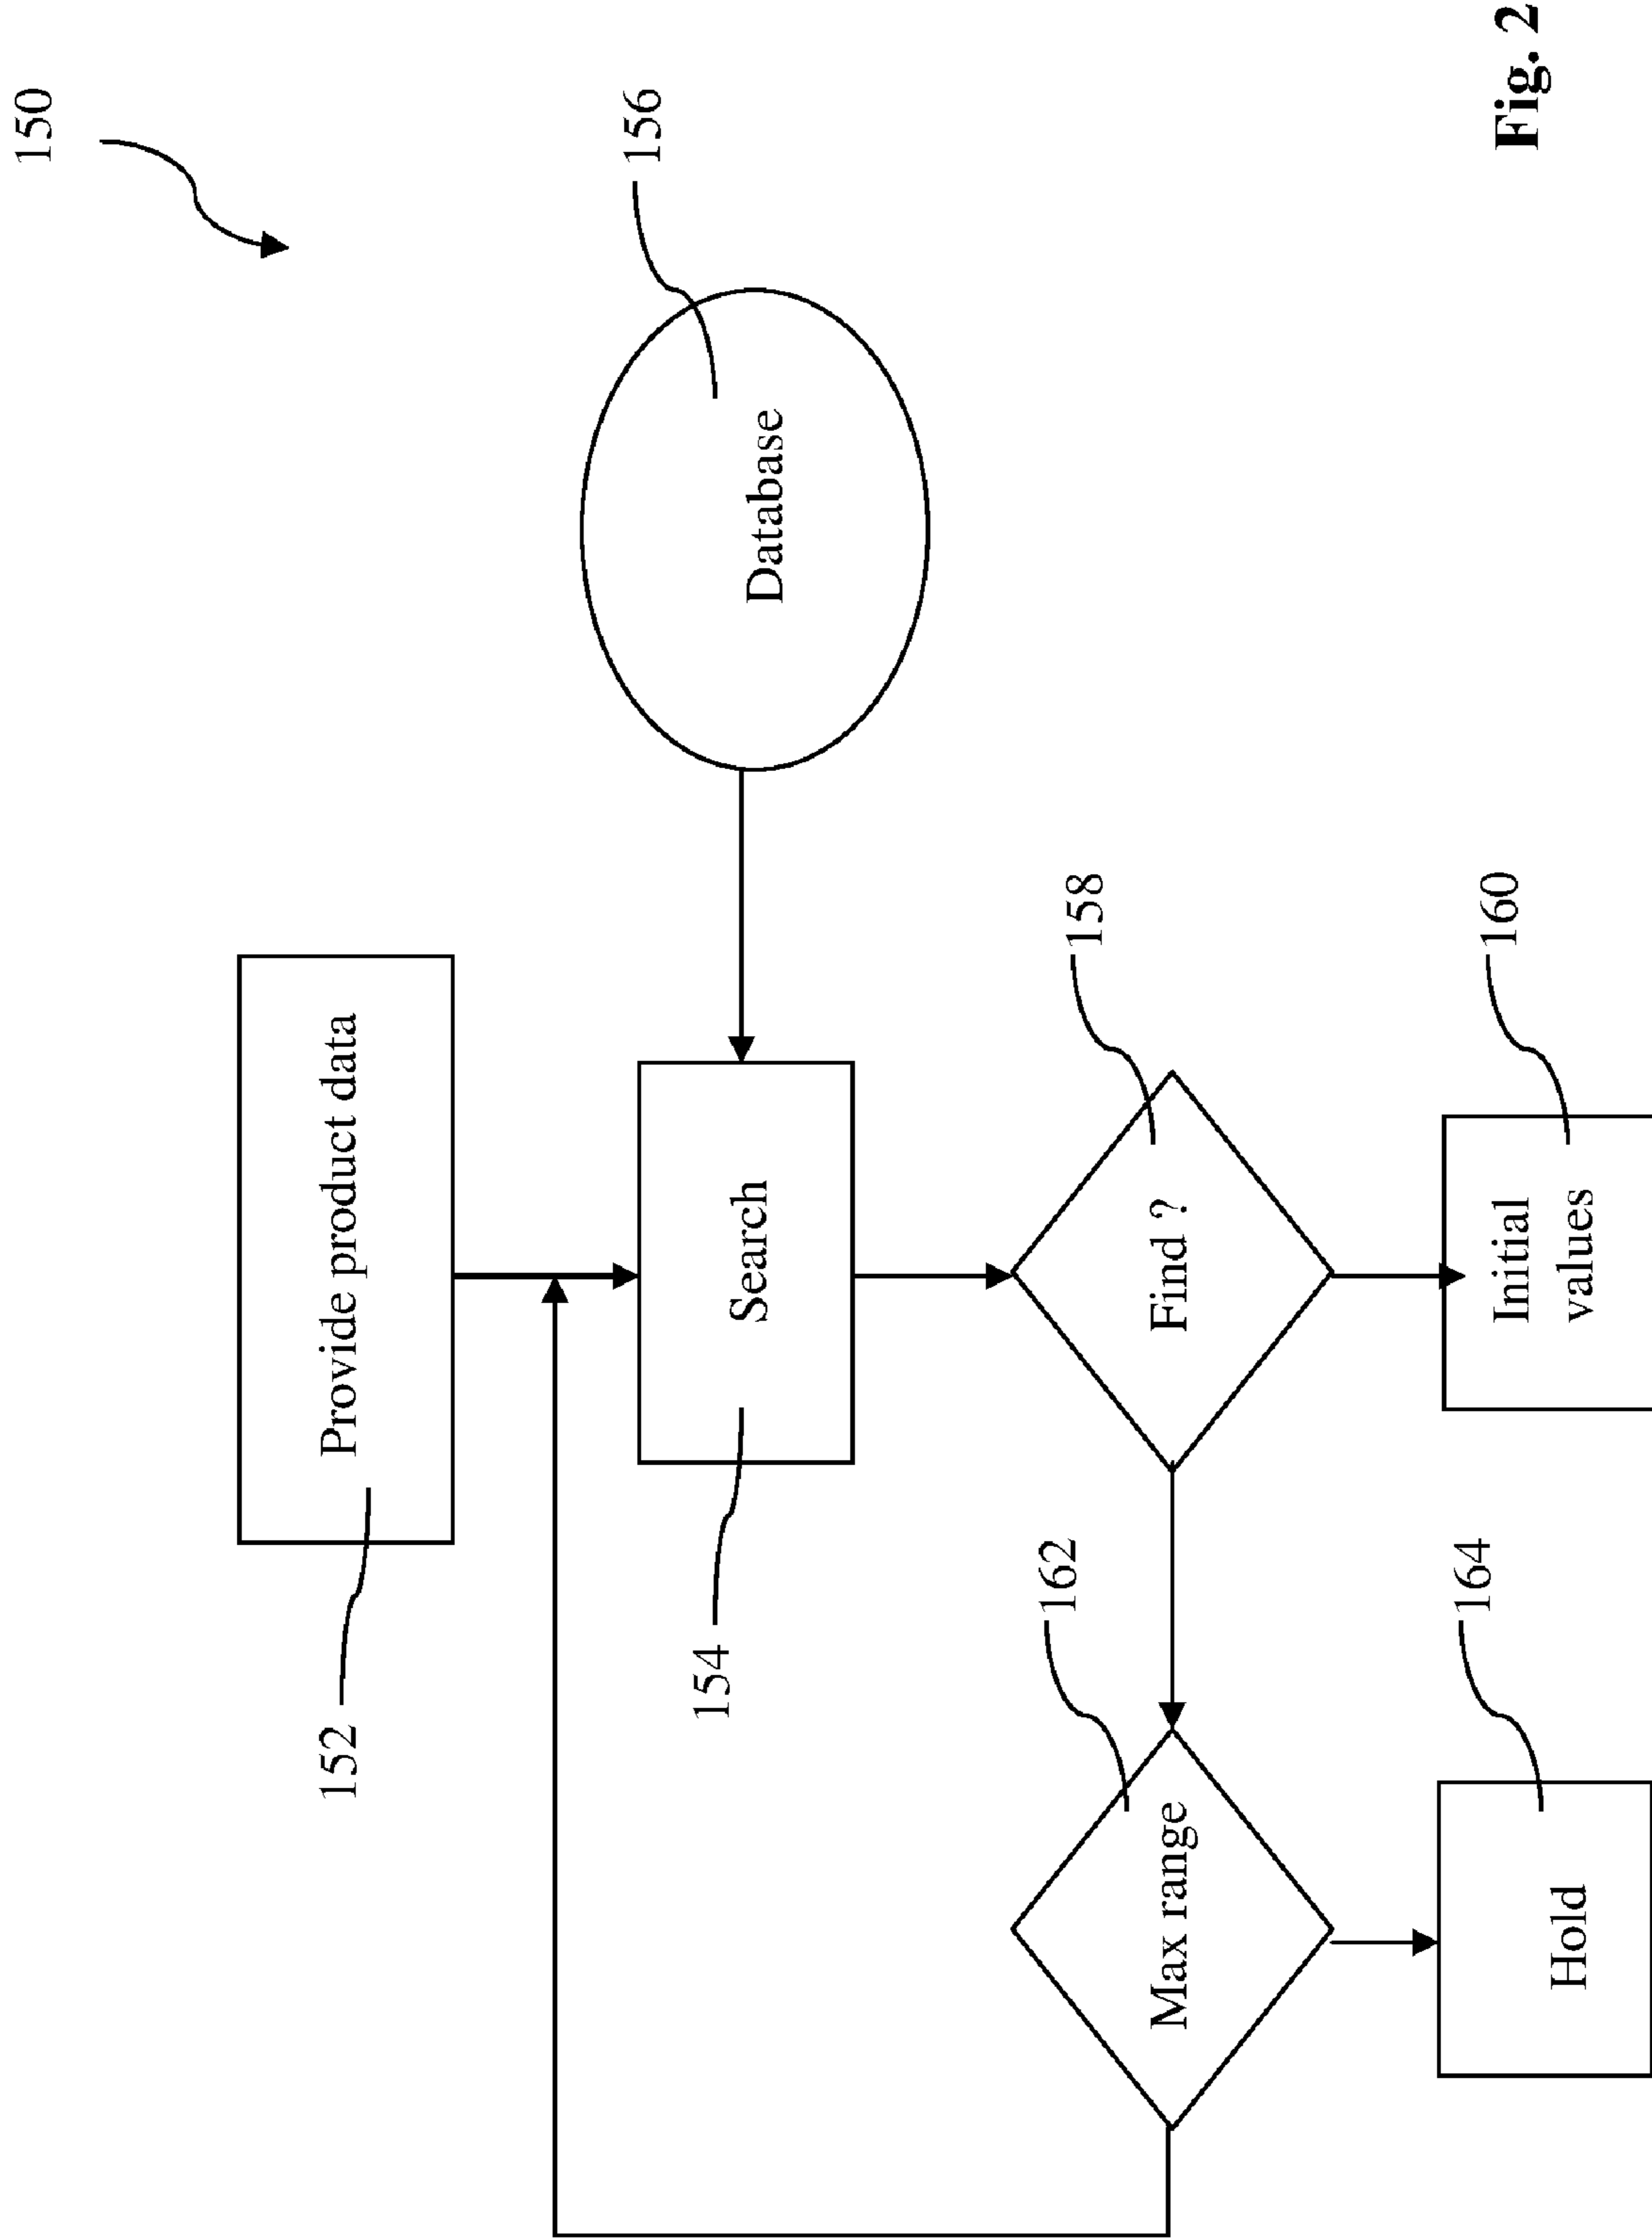 150
Provide product data
152
Search
154
Database
156
Find ?
158
Max range
162
Initial
values
160
Hold
164
Fig. 2